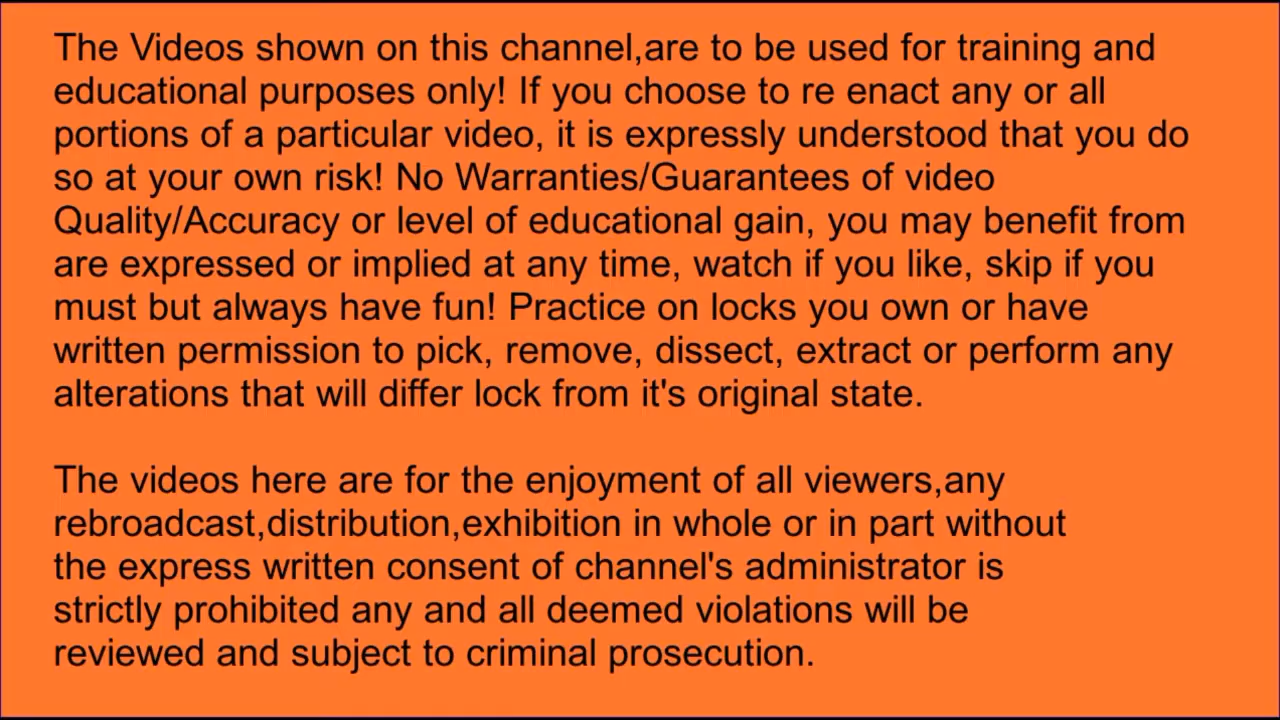 The Videos shown on this channel,are to be used for training and
educational purposes only! If you choose to re enact any or all
portions of a particular video, it is expressly understood that you do
so at your own risk! No Warranties/Guarantees of video
Quality/Accuracy or level of educational gain, you may benefit from
are expressed or implied at any time, watch if you like, skip if you
must but always have fun! Practice on locks you own or have
written permission to pick, remove, dissect, extract or perform any
alterations that will differ lock from it's original state.

The videos here are for the enjoyment of all viewers,any
rebroadcast,distribution,exhibition in whole or in part without
the express written consent of channel's administrator is
strictly prohibited any and all deemed violations will be
reviewed and subject to criminal prosecution.